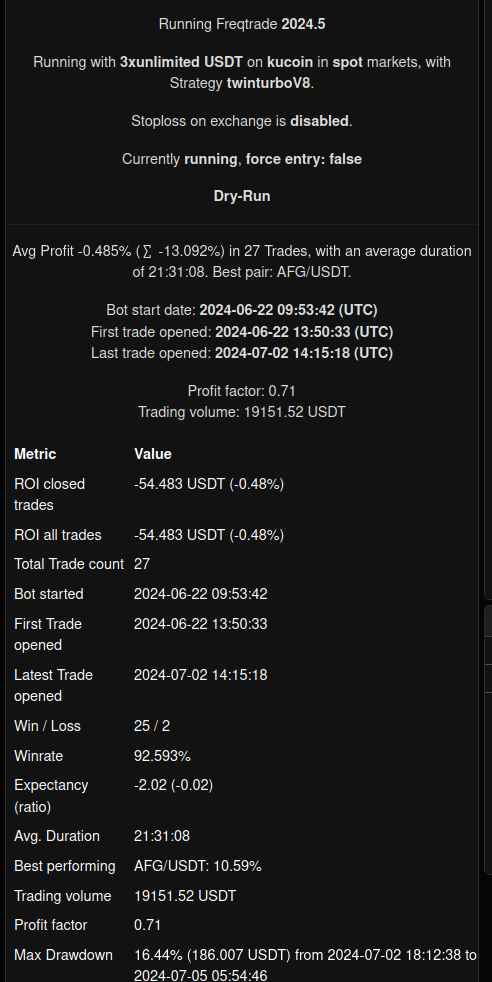 Running Freqtrade 2024.5
Running with 3xunlimited USDT on kucoin in spot markets, with
Strategy twinturboV8.
Stoploss on exchange is disabled.
Currently running, force entry: false
Dry-Run
Avg Profit -0.485% (∑ -13.092%) in 27 Trades, with an average duration
of 21:31:08. Best pair: AFG/USDT.
Bot start date: 2024-06-22 09:53:42 (UTC)
First trade opened: 2024-06-22 13:50:33 (UTC)
Last trade opened: 2024-07-02 14:15:18 (UTC)
Profit factor: 0.71
Trading volume: 19151.52 USDT
Metric Value
ROI closed trades -54.483 USDT (-0.48%)
ROI all trades -54.483 USDT (-0.48%)
Total Trade count 27
Bot started 2024-06-22 09:53:42
First Trade opened 2024-06-22 13:50:33
Latest Trade opened 2024-07-02 14:15:18
Win / Loss 25 / 2
Winrate 92.593%
Expectancy (ratio) -2.02 (-0.02)
Avg. Duration 21:31:08
Best performing AFG/USDT: 10.59%
Trading volume 19151.52 USDT
Profit factor 0.71
Max Drawdown 16.44% (186.007 USDT) from 2024-07-02 18:12:38 to
2024-07-05 05:54:46